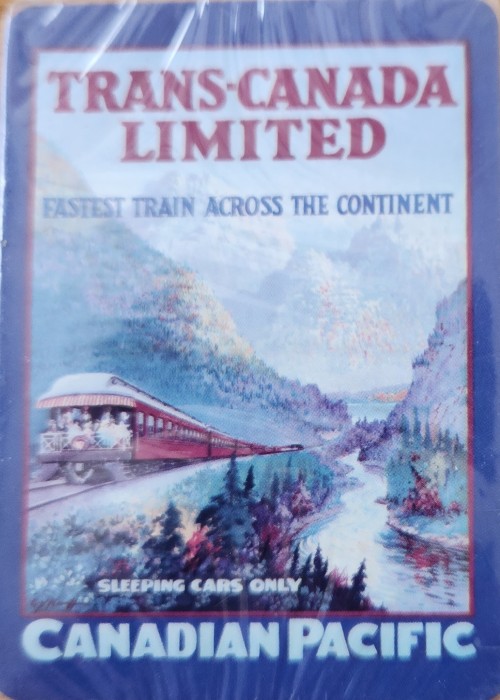 TRANS-CANADA
LIMITED
FASTEST TRAIN ACROSS THE CONTINENT
SLEEPING CARS ONLY
CANADIAN PACIFIC